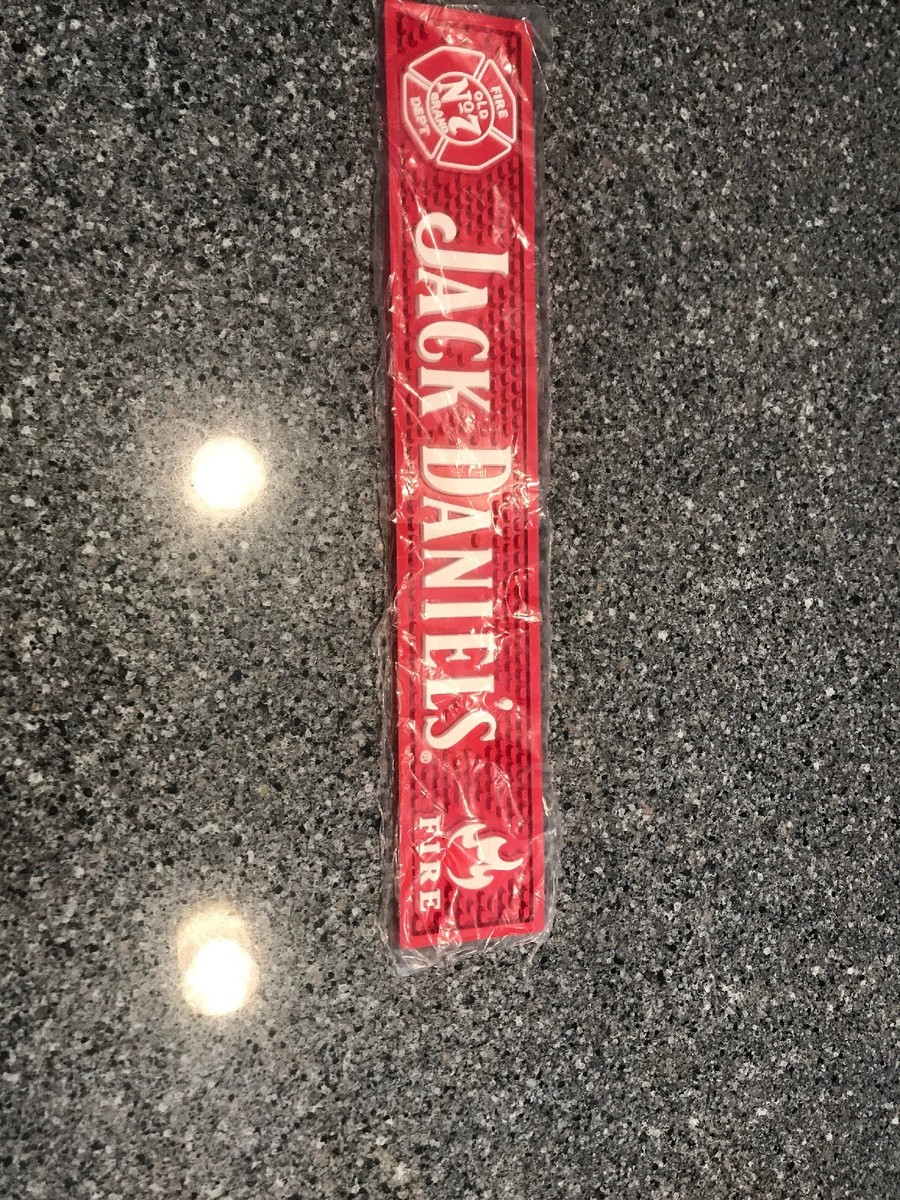 FIRE
OLD
No 7
BRAND
DEPT
JACK DANIEL'S®
FIRE